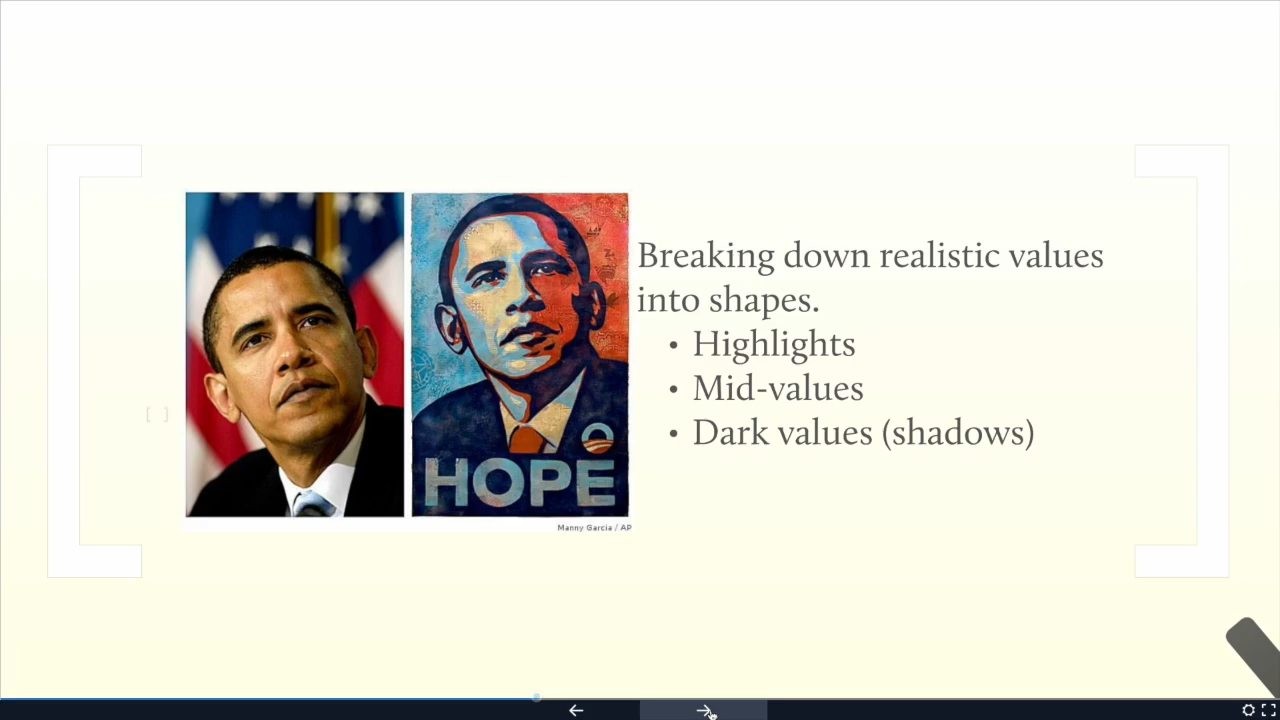 HOPE
Manny Garcia / AP
Breaking down realistic values
into shapes.
• Highlights
• Mid-values
• Dark values (shadows)
[ ]